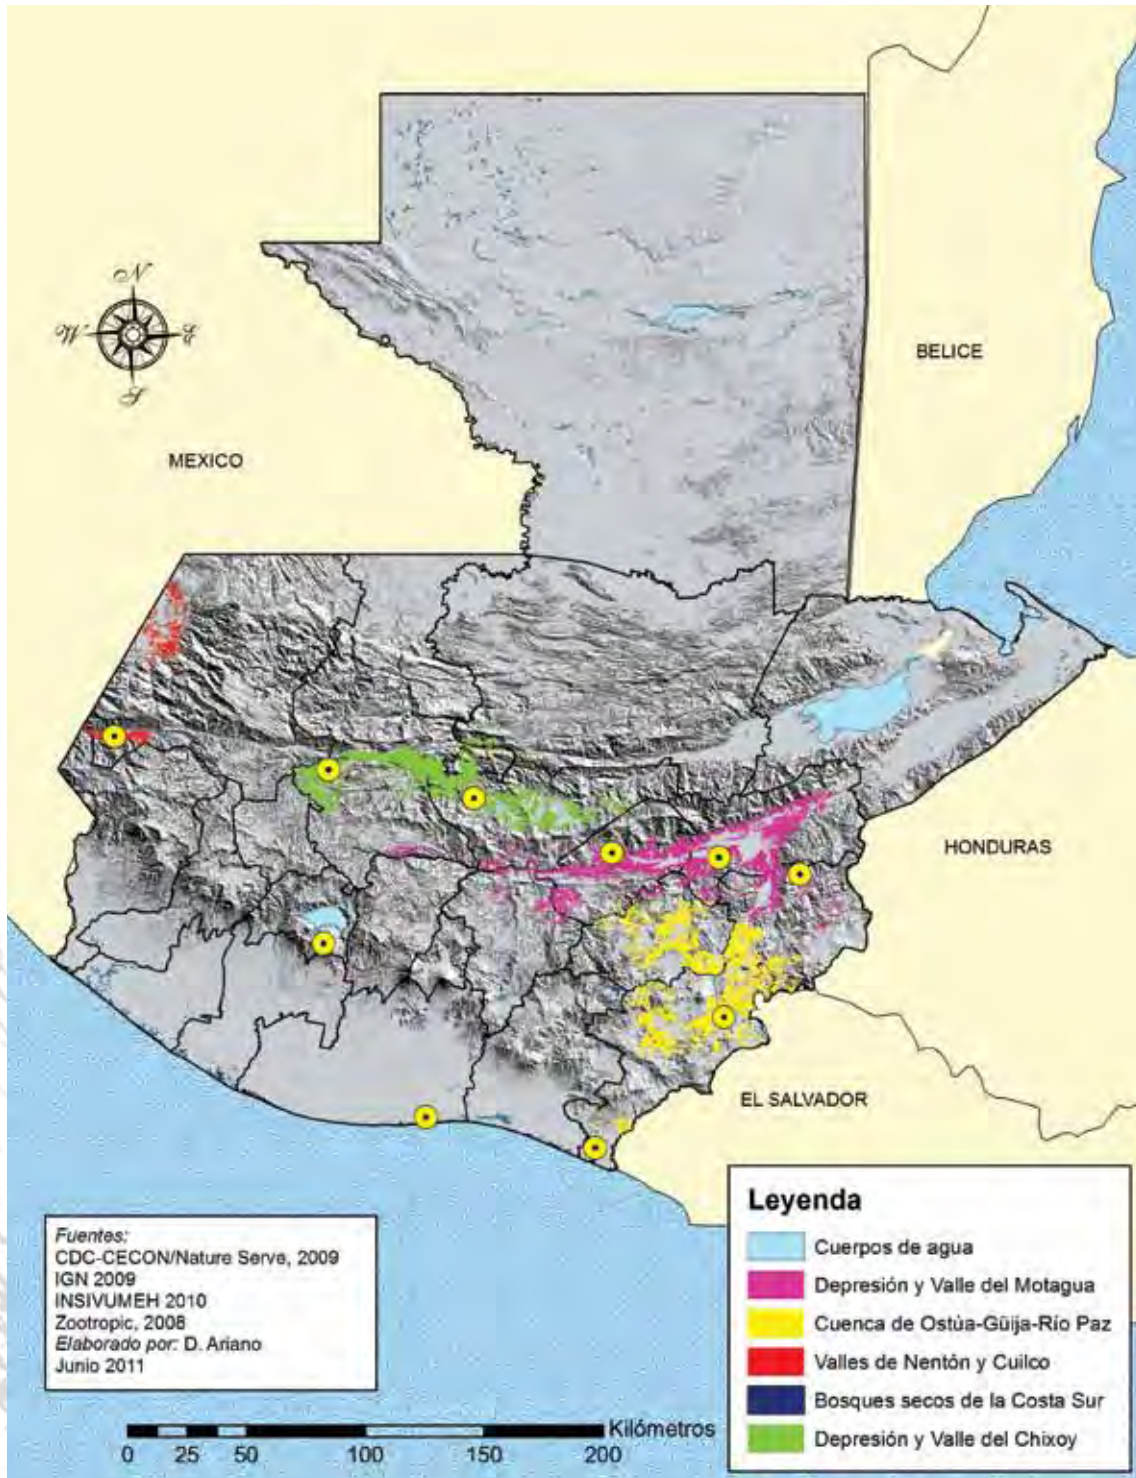 N
W
E
S
BELICE
MEXICO
HONDURAS
EL SALVADOR
Fuentes:
CDC-CECON/Nature Serve, 2009
IGN 2009
INSIVUMEH 2010
Zootropic, 2008
Elaborado por: D. Ariano
Junio 2011
Leyenda
Cuerpos de agua
Depresión y Valle del Motagua
Cuenca de Ostúa-Güija-Río Paz
Valles de Nentón y Cuilco
Bosques secos de la Costa Sur
Depresión y Valle del Chixoy
Kilómetros
0 25 50 100 150 200